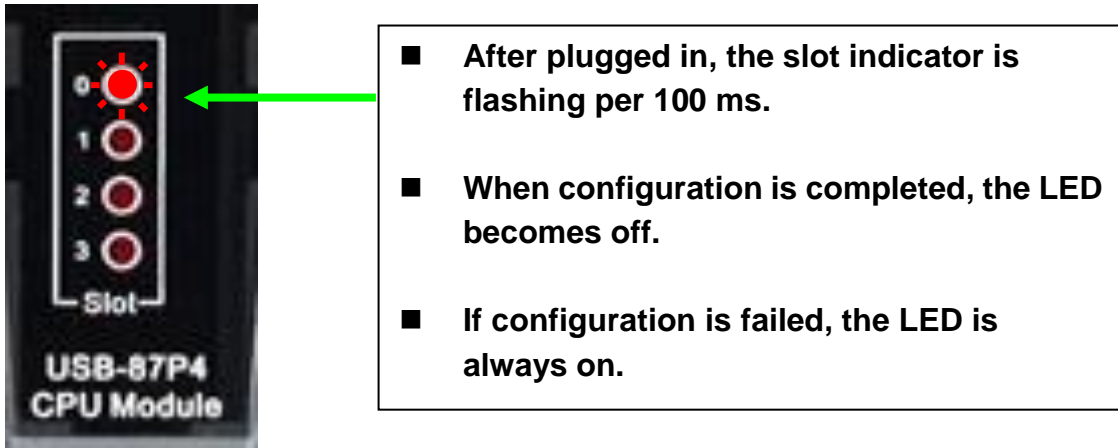 0
1
2
3
Slot
USB-87P4
CPU Module
■ After plugged in, the slot indicator is
flashing per 100 ms.
■ When configuration is completed, the LED
becomes off.
■ If configuration is failed, the LED is
always on.